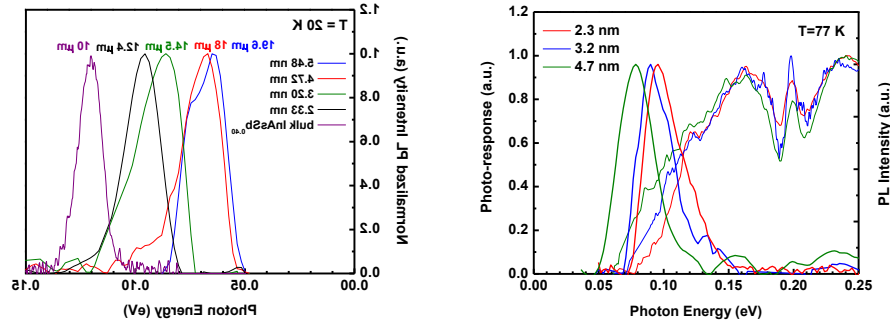 T = 20 K
10 µm 12.4 µm 14.5 µm 18 µm 19.6 µm
5.48 nm
4.72 nm
3.20 nm
2.33 nm
bulk InAsSb0.40
1.2
1.0
0.8
0.6
0.4
0.2
0.0
Normalized PL Intensity (a.u.)
0.15 0.10 0.05 0.00
Photon Energy (eV)
Photo-response (a.u.)
1.2
1.0
0.8
0.6
0.4
0.2
0.0
2.3 nm
3.2 nm
4.7 nm
T=77 K
PL Intensity (a.u.)
0.00 0.05 0.10 0.15 0.20 0.25
Photon Energy (eV)